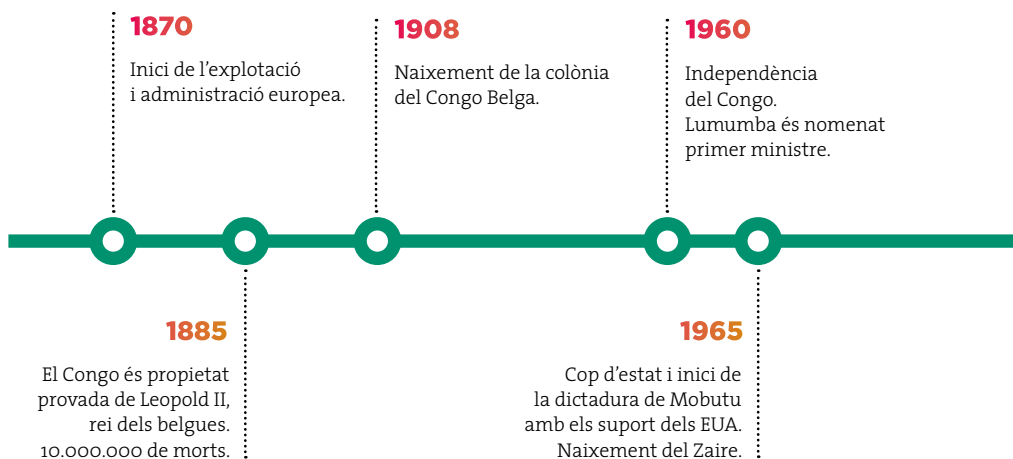 1870
Inici de l’explotació
i administració europea.
1908
Naixement de la colònia
del Congo Belga.
1960
Independència
del Congo.
Lumumba és nomenat
primer ministre.
1885
El Congo és propietat
provada de Leopold II,
rei dels belgues.
10.000.000 de morts.
1965
Cop d’estat i inici de
la dictadura de Mobutu
amb els suport dels EUA.
Naixement del Zaire.